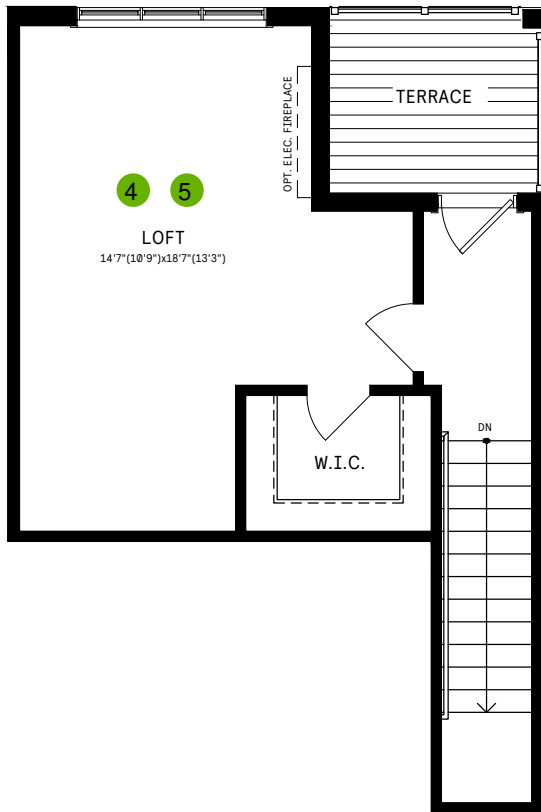 TERRACE
OPT. ELEC. FIREPLACE
4 5
LOFT
14'7"(10'9")x18'7"(13'3")
DN
W.I.C.